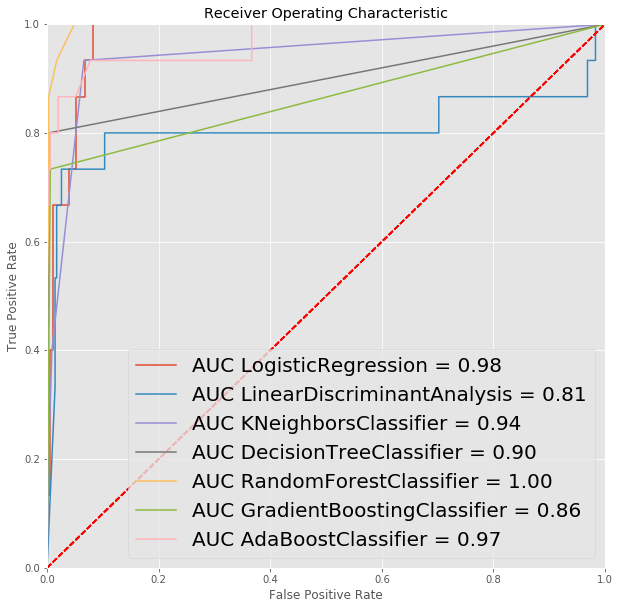 Receiver Operating Characteristic
1.0
0.8
0.6
0.4
0.2
0.0
True Positive Rate
AUC LogisticRegression = 0.98
AUC LinearDiscriminantAnalysis = 0.81
AUC KNeighborsClassifier = 0.94
AUC DecisionTreeClassifier = 0.90
AUC RandomForestClassifier = 1.00
AUC GradientBoostingClassifier = 0.86
AUC AdaBoostClassifier = 0.97
0.0 0.2 0.4 0.6 0.8 1.0
False Positive Rate